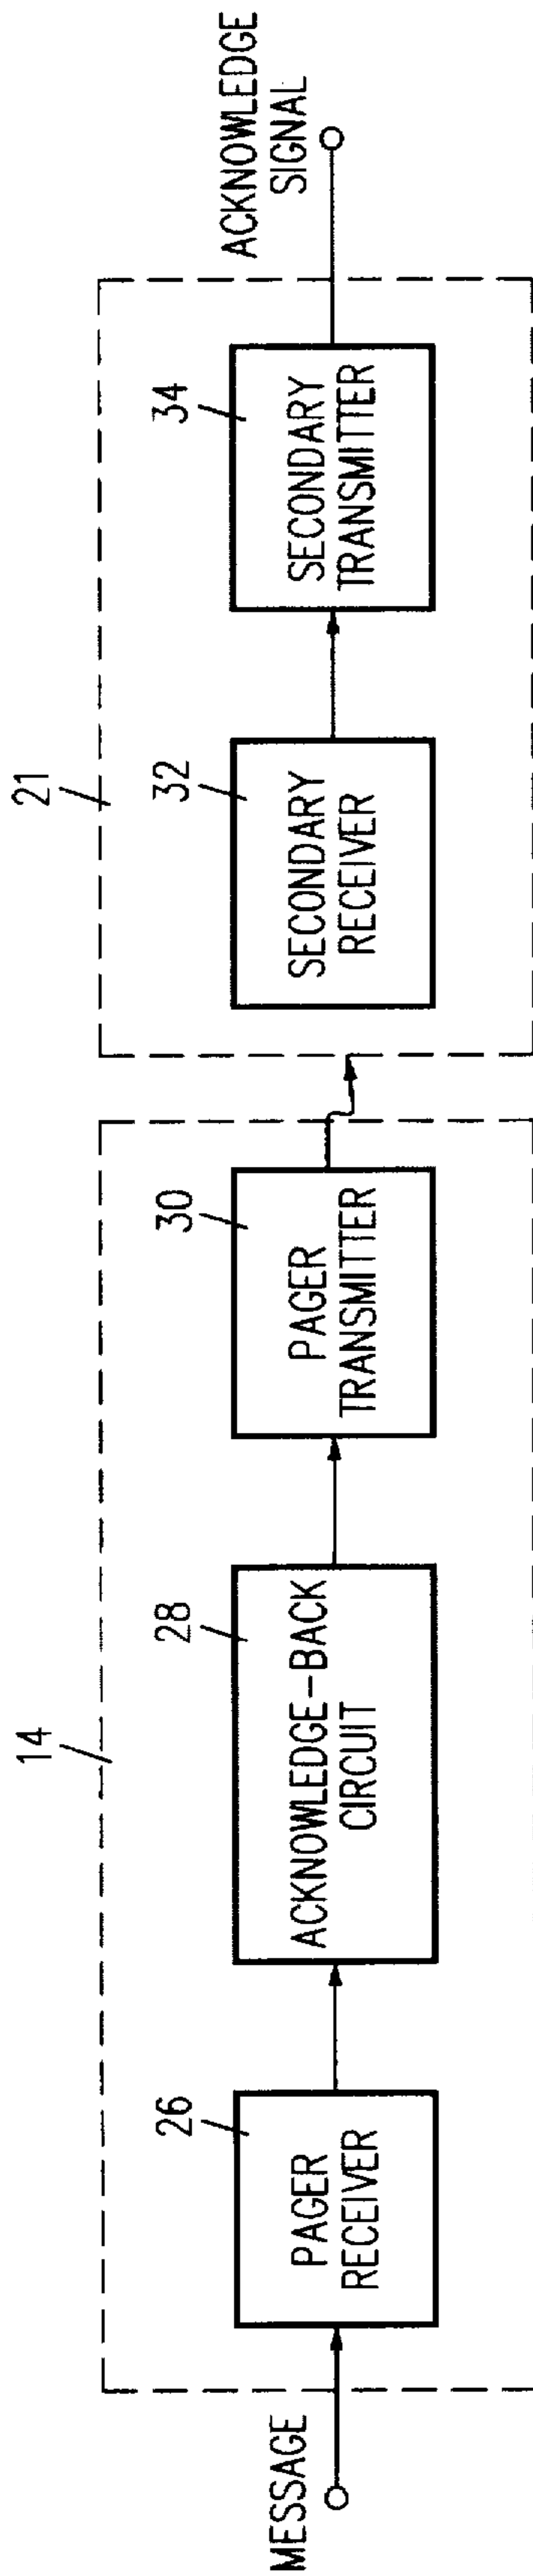 MESSAGE
14
26
PAGER
RECEIVER
28
ACKNOWLEDGE-BACK
CIRCUIT
30
PAGER
TRANSMITTER
21
32
SECONDARY
RECEIVER
34
SECONDARY
TRANSMITTER
ACKNOWLEDGE
SIGNAL